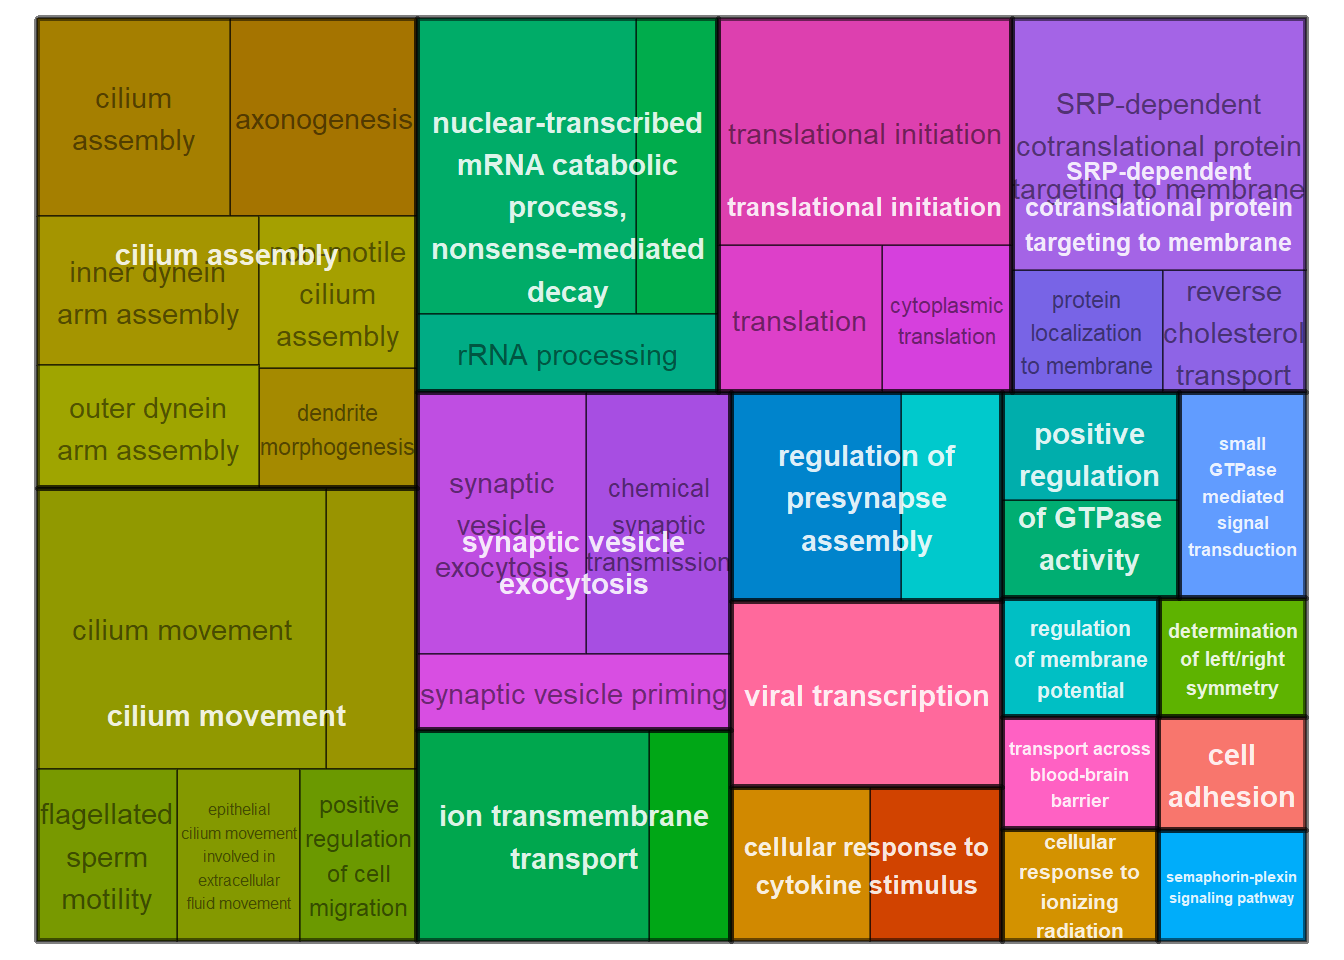 cilium
assembly
axonogenesis
cilium assembly
inner dynein
arm assembly
non-motile
cilium
assembly
outer dynein
arm assembly
dendrite
morphogenesis
cilium movement
cilium movement
flagellated
sperm
motility
epithelial
cilium movement
involved in
extracellular
fluid movement
positive
regulation
of cell
migration
nuclear-transcribed
mRNA catabolic
process,
nonsense-mediated
decay
rRNA processing
translational initiation
translational initiation
translation
cytoplasmic
translation
SRP-dependent
cotranslational protein
targeting to membrane
SRP-dependent
cotranslational protein
targeting to membrane
protein
localization
to membrane
reverse
cholesterol
transport
synaptic
vesicle
exocytosis
chemical
synaptic
transmission
synaptic vesicle
exocytosis
synaptic vesicle priming
ion transmembrane
transport
regulation of
presynapse
assembly
viral transcription
cellular response to
cytokine stimulus
positive
regulation
of GTPase
activity
small
GTPase
mediated
signal
transduction
regulation
of membrane
potential
determination
of left/right
symmetry
transport across
blood-brain
barrier
cell
adhesion
cellular
response to
ionizing
radiation
semaphorin-plexin
signaling pathway